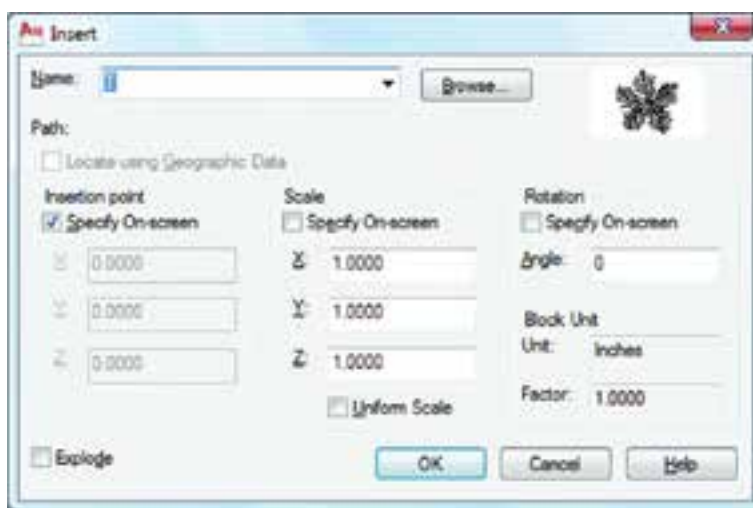 Insert
Name:
Browse...
Path:
Locate using Geographic Data
Insertion point
Specify On-screen
X: 0.0000
Y: 0.0000
Z: 0.0000
Scale
Specify On-screen
X: 1.0000
Y: 1.0000
Z: 1.0000
Uniform Scale
Rotation
Specify On-screen
Angle: 0
Block Unit
Unit: Inches
Factor: 1.0000
Explode
OK Cancel Help